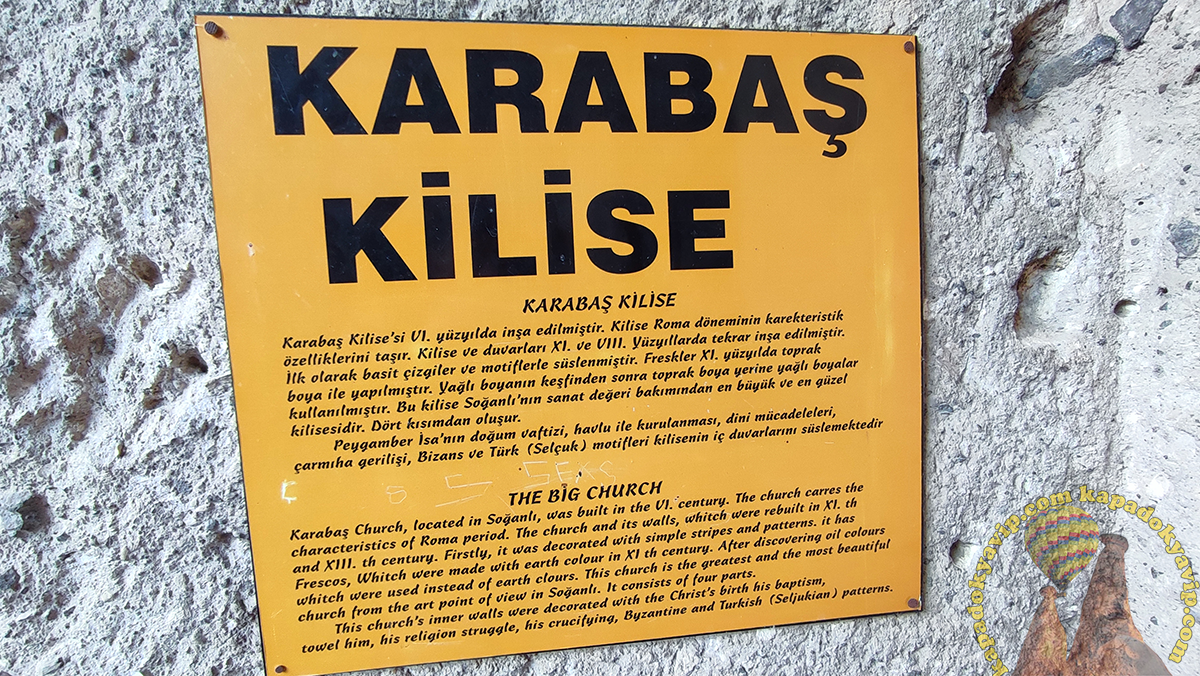 KARABAŞ
KİLİSE
KARABAŞ KİLİSE
Karabaş Kilise'si VI. yüzyılda inşa edilmiştir. Kilise Roma döneminin karekteristik
özelliklerini taşır. Kilise ve duvarları XI. ve VIII. Yüzyıllarda tekrar inşa edilmiştir.
İlk olarak basit çizgiler ve motiflerle süslenmiştir. Freskler XI. yüzyılda toprak
boya ile yapılmıştır. Yağlı boyanın keşfinden sonra toprak boya yerine yağlı boyalar
kullanılmıştır. Bu kilise Soğanlı'nın sanat değeri bakımından en büyük ve en güzel
kilisesidir. Dört kısımdan oluşur.
Peygamber İsa'nın doğum vaftizi, havlu ile kurulanması, dini mücadeleleri,
çarmıha gerilişi, Bizans ve Türk (Selçuk) motifleri kilisenin iç duvarlarını süslemektedir
THE BİG CHURCH
Karabaş Church, located in Soğanlı, was built in the VI. century. The church carres the
characteristics of Roma period. The church and its walls, whitch were rebuilt in XI. th
and XIII. th century. Firstly, it was decorated with simple stripes and patterns. it has
Frescos, Whitch were made with earth colour in XI th century. After discovering oil colours
whitch were used instead of earth clours. This church is the greatest and the most beautiful
church from the art point of view in Soğanlı. It consists of four parts.
This church's inner walls were decorated with the Christ's birth his baptism,
towel him, his religion struggle, his crucifying, Byzantine and Turkish (Seljukian) patterns.
kapadokyavip.com kapadokyavip.com